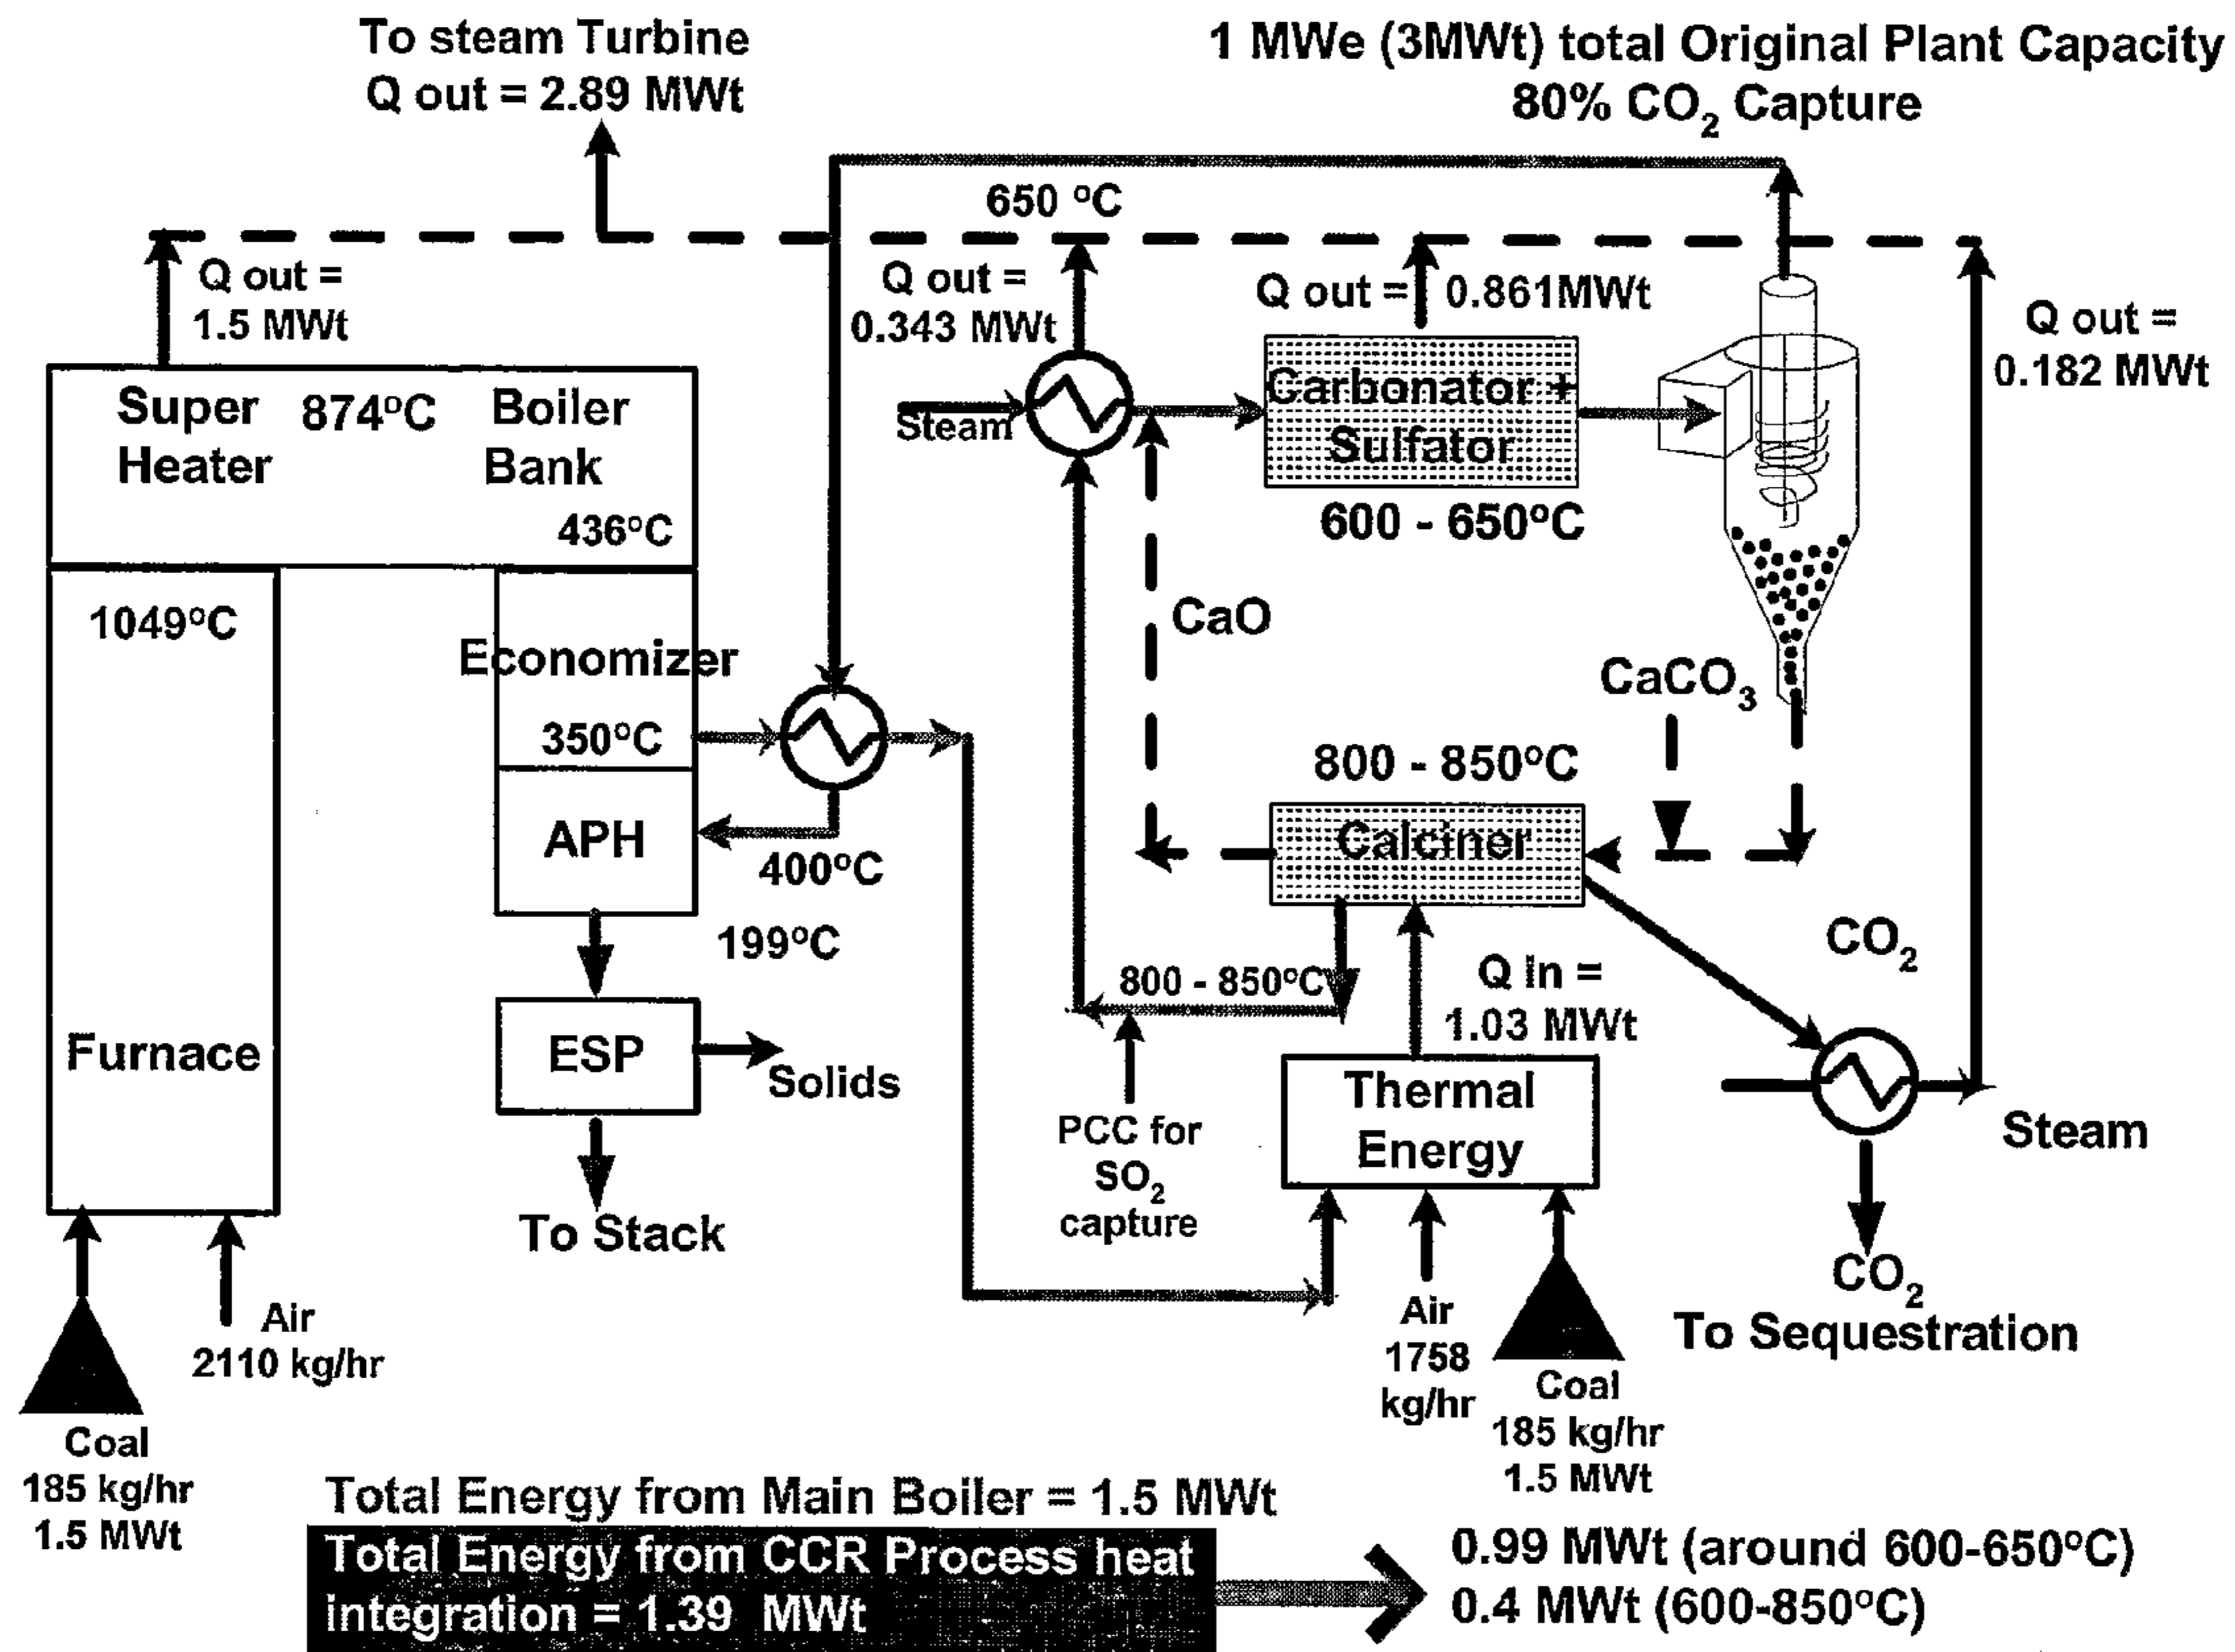 To steam Turbine
Q out = 2.89 MWt
1 MWe (3MWt) total Original Plant Capacity
80% CO2 Capture
650 °C
Q out =
1.5 MWt
Q out =
0.343 MWt
Q out = 0.861MWt
Q out =
0.182 MWt
Super
Heater
874°C
Boiler
Bank
436°C
Steam
Carbonator +
Sulfator
600 - 650°C
1049°C
Economizer
350°C
CaO
CaCO3
800 - 850°C
Calciner
APH
400°C
199°C
CO2
800 - 850°C
Q In =
1.03 MWt
Furnace
ESP
Solids
PCC for
SO2
capture
Thermal
Energy
Steam
To Stack
CO2
To Sequestration
Air
2110 kg/hr
Air
1758
kg/hr
Coal
185 kg/hr
1.5 MWt
Coal
185 kg/hr
1.5 MWt
Total Energy from Main Boiler = 1.5 MWt
Total Energy from CCR Process heat
integration = 1.39 MWt
0.99 MWt (around 600-650°C)
0.4 MWt (600-850°C)